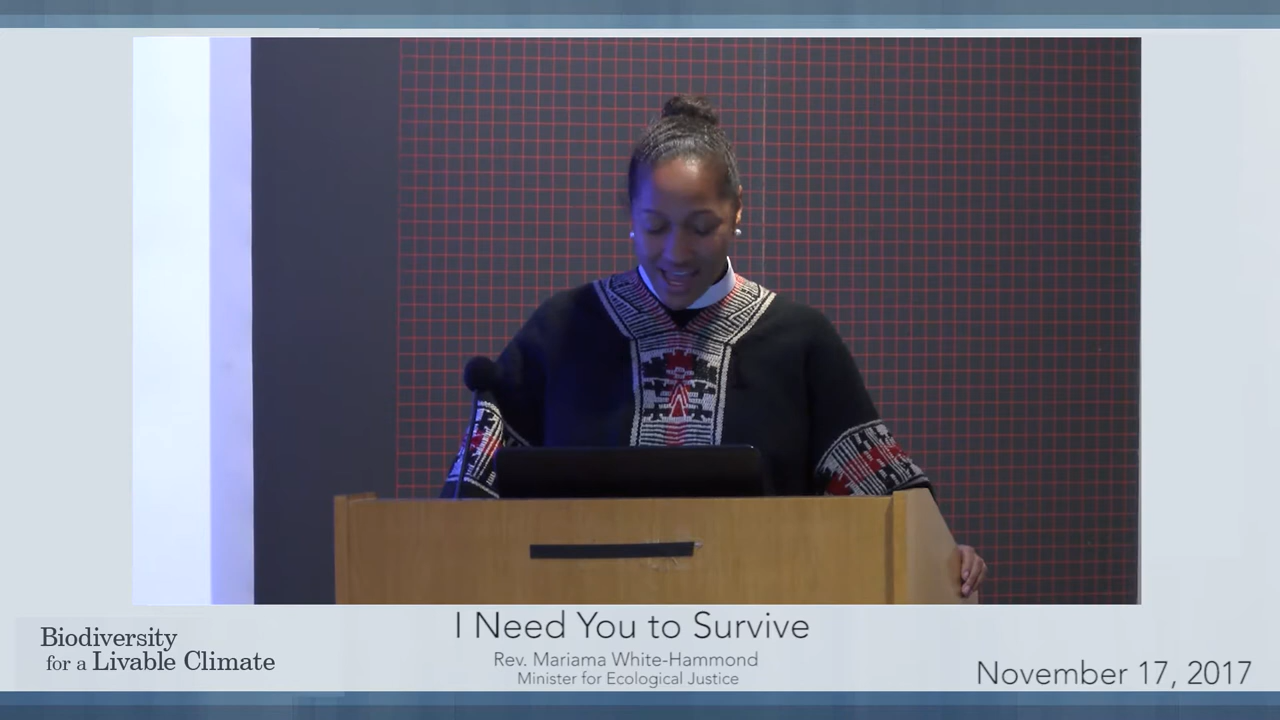 I Need You to Survive
Rev. Mariama White-Hammond
Minister for Ecological Justice
Biodiversity
for a Livable Climate
November 17, 2017